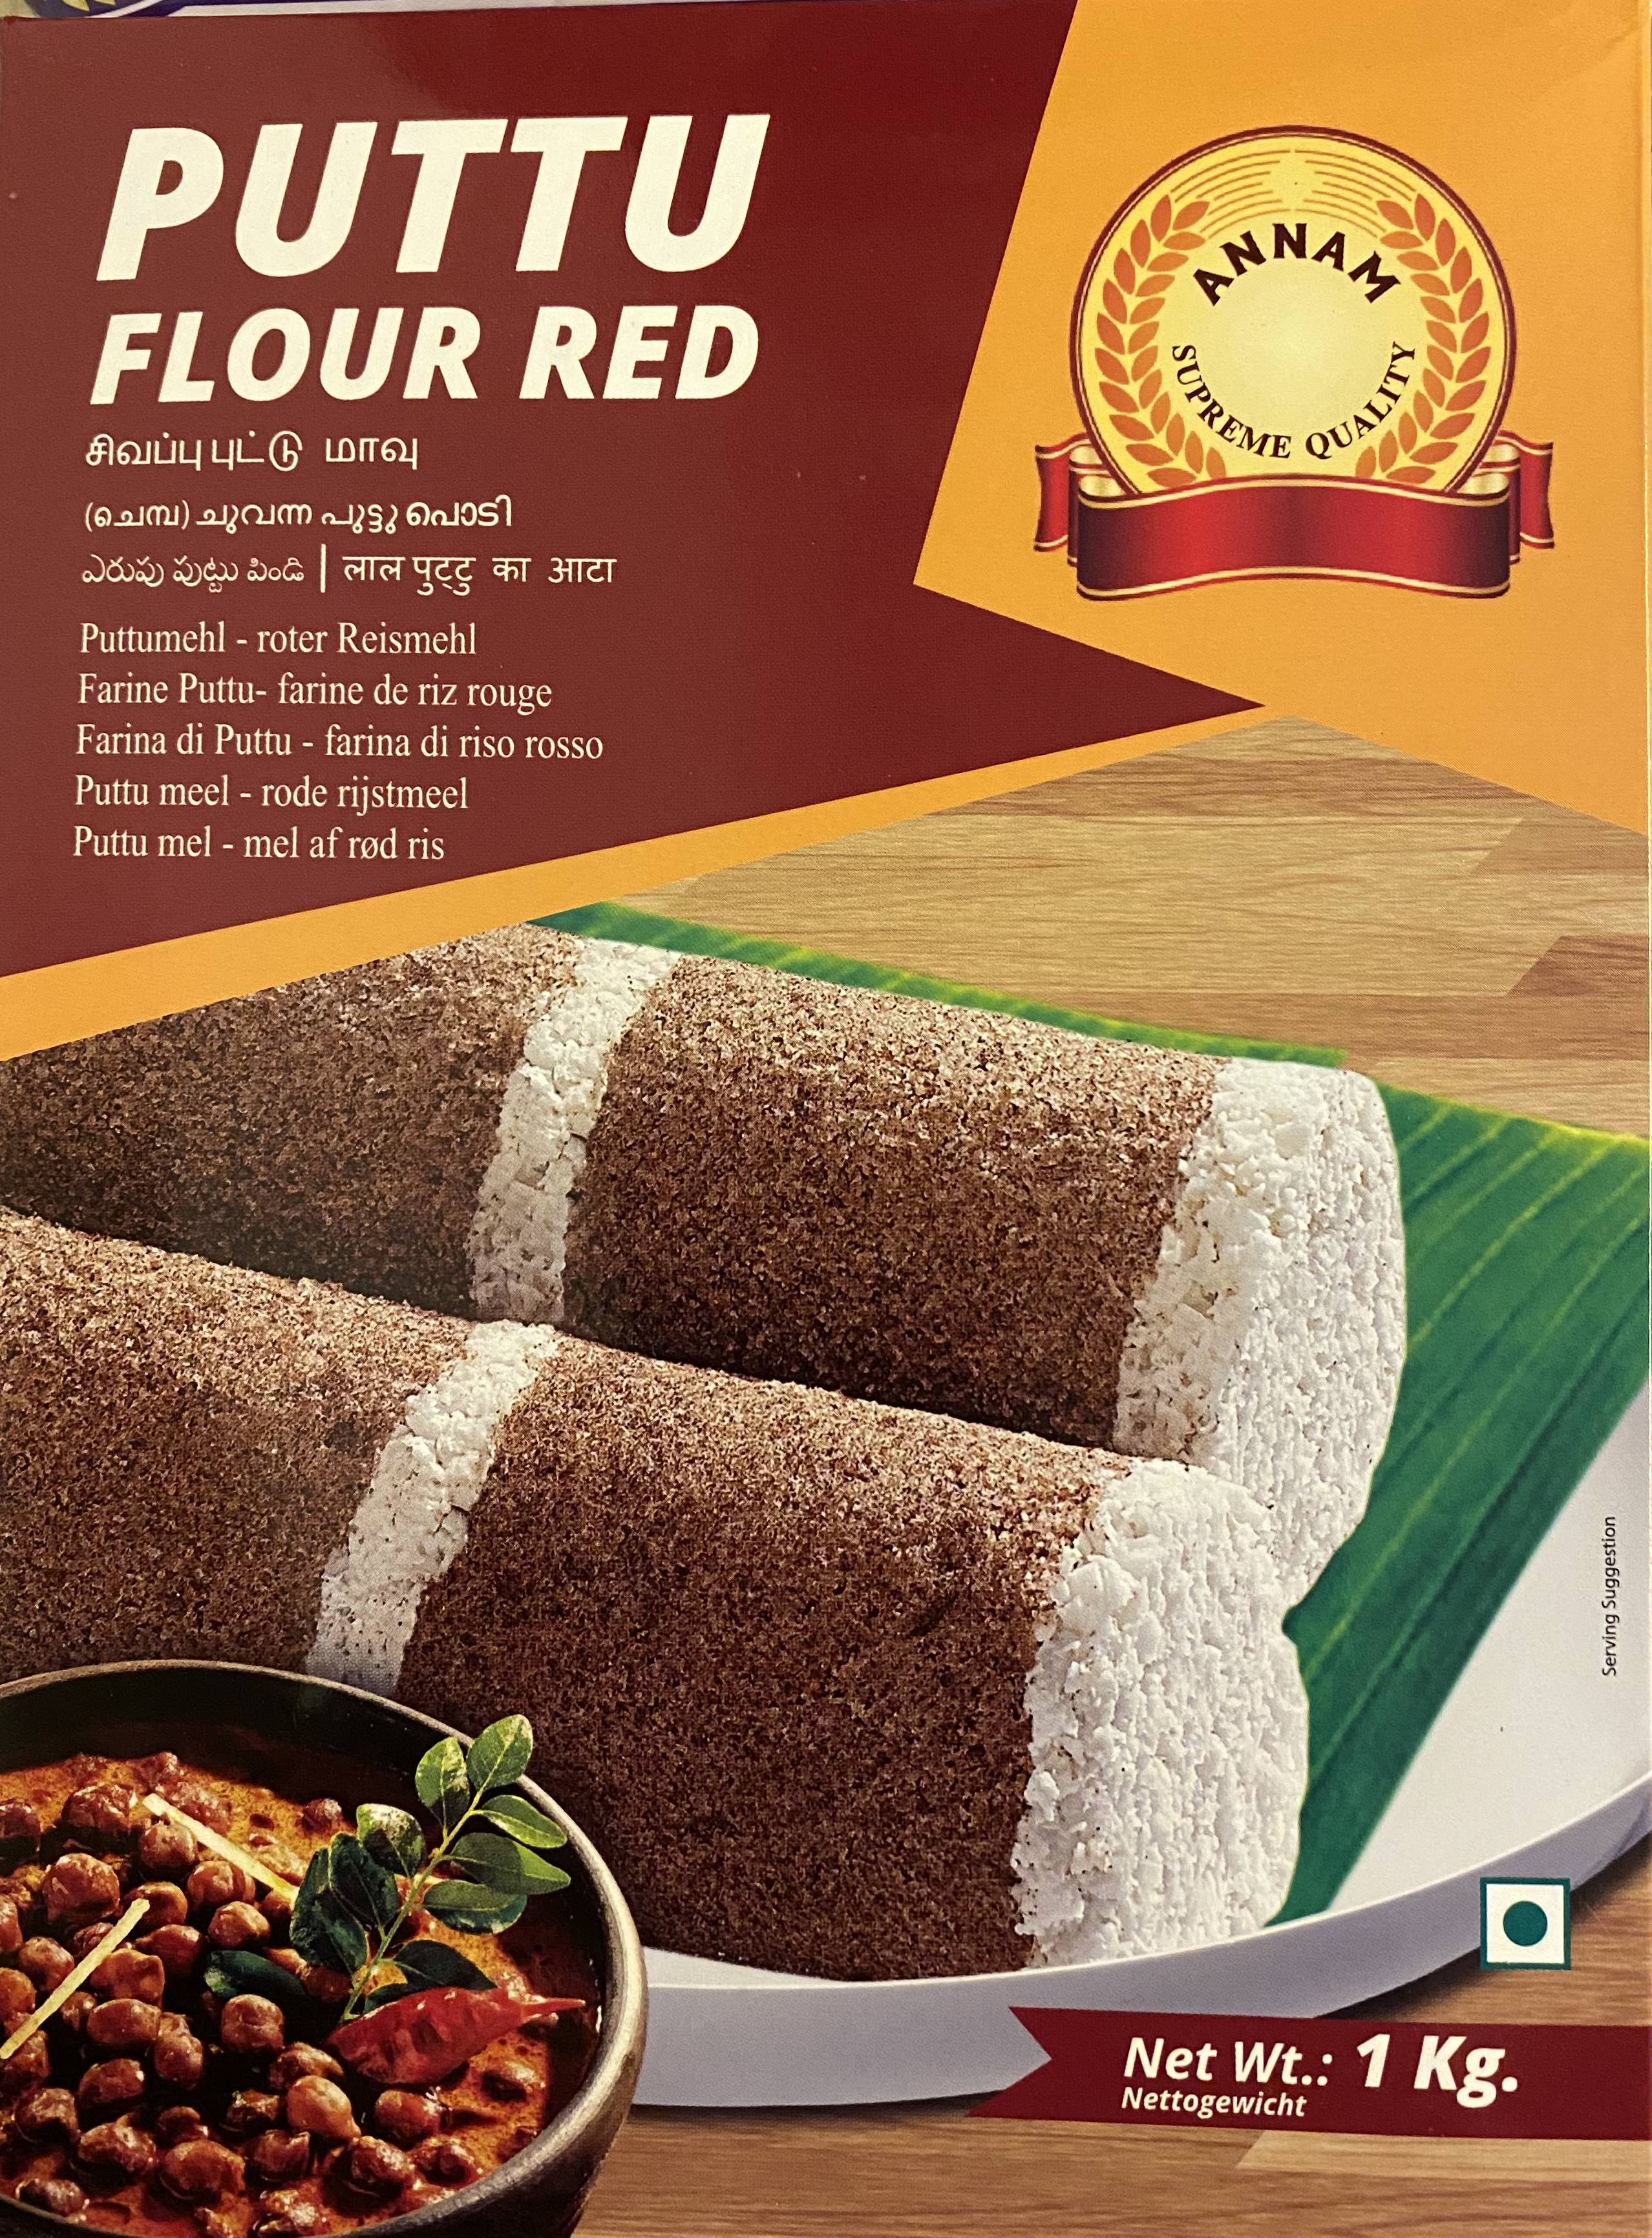 PUTTU
FLOUR RED
சிவப்பு புட்டு மாவு
(ചെമ്പ) ചുവന്ന പുട്ടു പൊടി
ఎరుపు పుట్టు పిండి | लाल पुट्टु का आटा
Puttumehl - roter Reismehl
Farine Puttu- farine de riz rouge
Farina di Puttu - farina di riso rosso
Puttu meel - rode rijstmeel
Puttu mel - mel af rød ris
ANNAM
SUPREME QUALITY
Serving Suggestion
Net Wt.: 1 Kg.
Nettogewicht